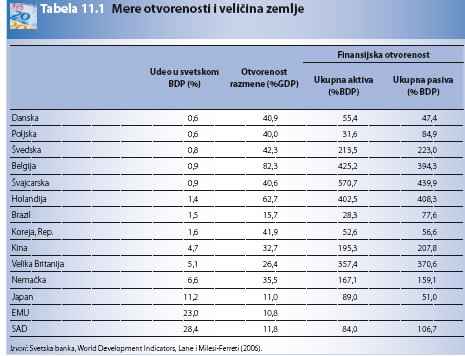 Tabela 11.1 Mere otvorenosti i veličina zemlje
Finansijska otvorenost
Udeo u svetskom BDP (%) Otvorenost razmene (%GDP) Ukupna aktiva (%BDP) Ukupna pasiva (% BDP)
Danska 0,6 40,9 55,4 47,4
Poljska 0,6 40,0 31,6 84,9
Švedska 0,8 42,3 213,5 223,0
Belgija 0,9 82,3 425,2 394,3
Švajcarska 0,9 40,6 570,7 439,9
Holandija 1,4 62,7 402,5 408,3
Brazil 1,5 15,7 28,3 77,6
Koreja, Rep. 1,6 41,9 52,6 56,6
Kina 4,7 32,7 195,3 207,8
Velika Britanija 5,1 26,4 357,4 370,6
Nemačka 6,6 35,5 167,1 159,1
Japan 11,2 11,0 89,0 51,0
EMU 23,0 10,8
SAD 28,4 11,8 84,0 106,7
Izvori: Svetska banka, World Development Indicators, Lane i Milesi-Ferreti (2006).